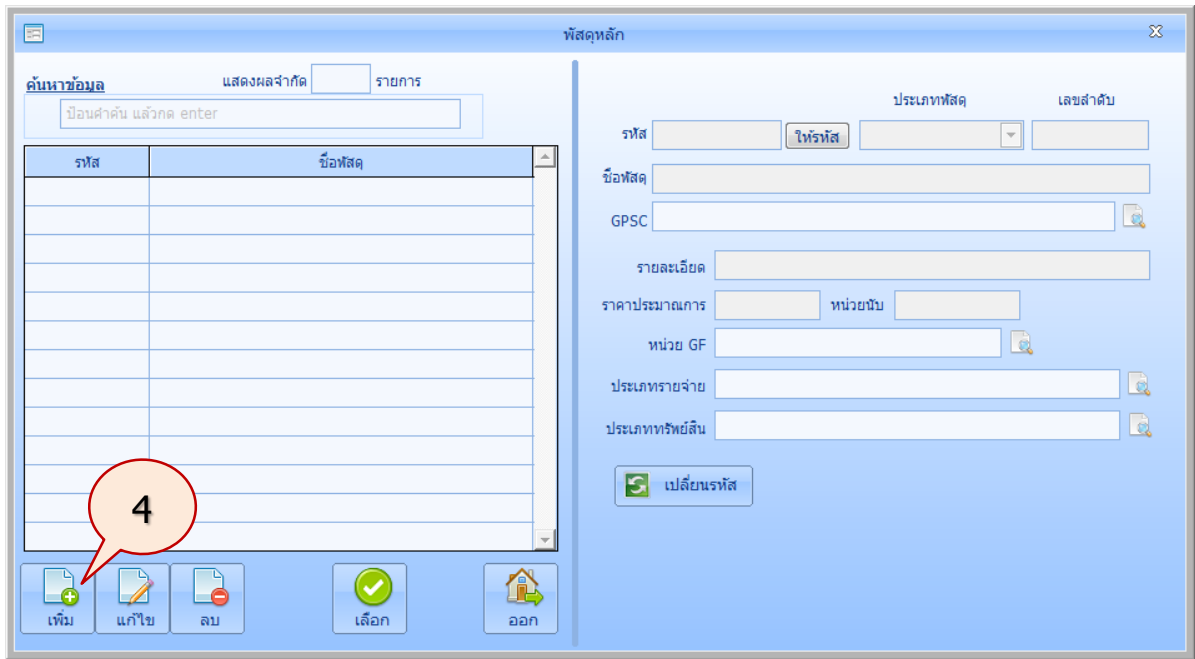 พัสดุหลัก
ค้นหาข้อมูล แสดงผลจำกัด รายการ
ป้อนคำค้น แล้วกด enter
รหัส ชื่อพัสดุ
4
เพิ่ม แก้ไข ลบ เลือก ออก
ประเภทพัสดุ เลขลำดับ
รหัส ให้รหัส
ชื่อพัสดุ
GPSC
รายละเอียด
ราคาประมาณการ หน่วยนับ
หน่วย GF
ประเภทรายจ่าย
ประเภททรัพย์สิน
เปลี่ยนรหัส